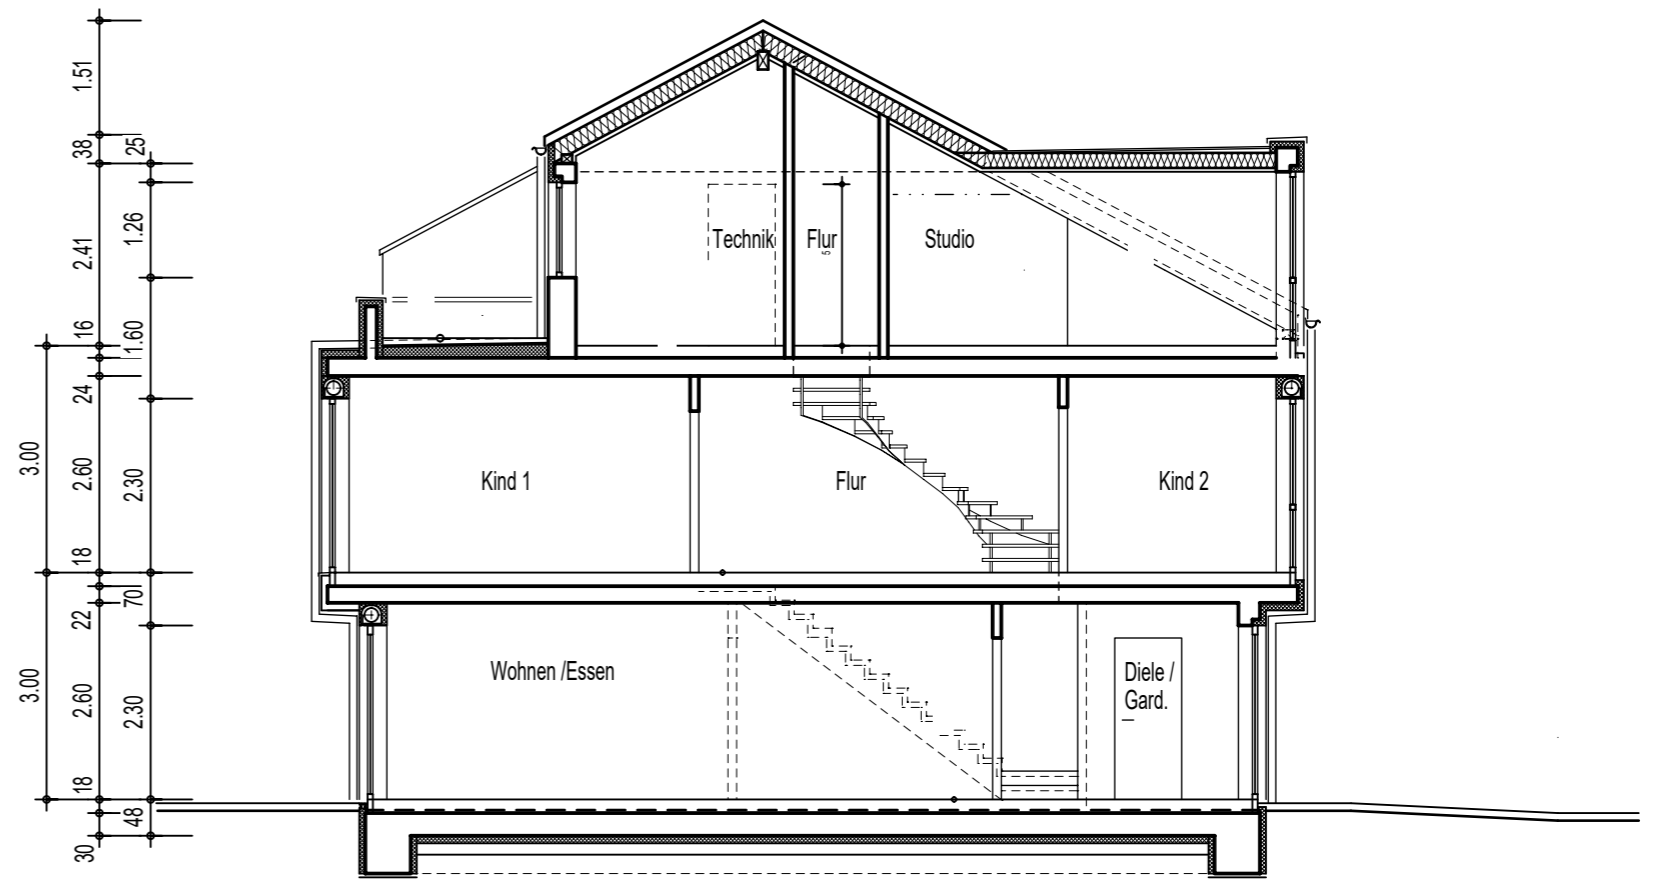 1.51
38
25
1.26
2.41
16
1.60
24
3.00
2.60
2.30
18
70
22
3.00
2.60
2.30
18
48
30
Technik
Flur
Studio
Kind 1
Flur
Kind 2
Wohnen /Essen
Diele /
Gard.